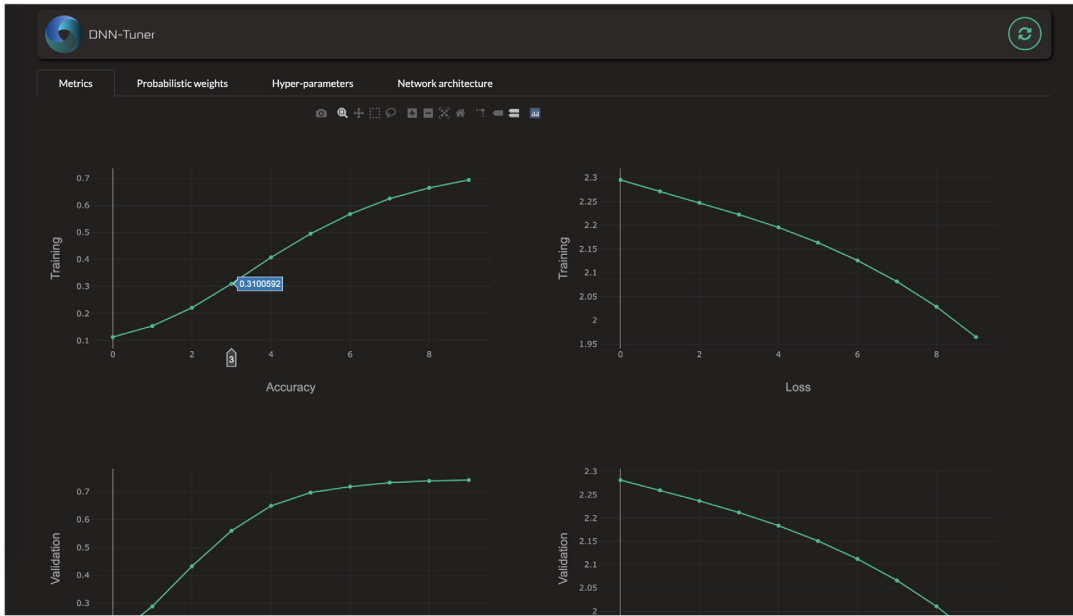 DNN-Tuner
Metrics Probabilistic weights Hyper-parameters Network architecture
Training
0.7
0.6
0.5
0.4
0.3
0.2
0.1
0.3100592
0 2 4 6 8
3
Accuracy
Training
2.3
2.25
2.2
2.15
2.1
2.05
2
1.95
0 2 4 6 8
Loss
Validation
0.7
0.6
0.5
0.4
0.3
Validation
2.3
2.25
2.2
2.15
2.1
2.05
2